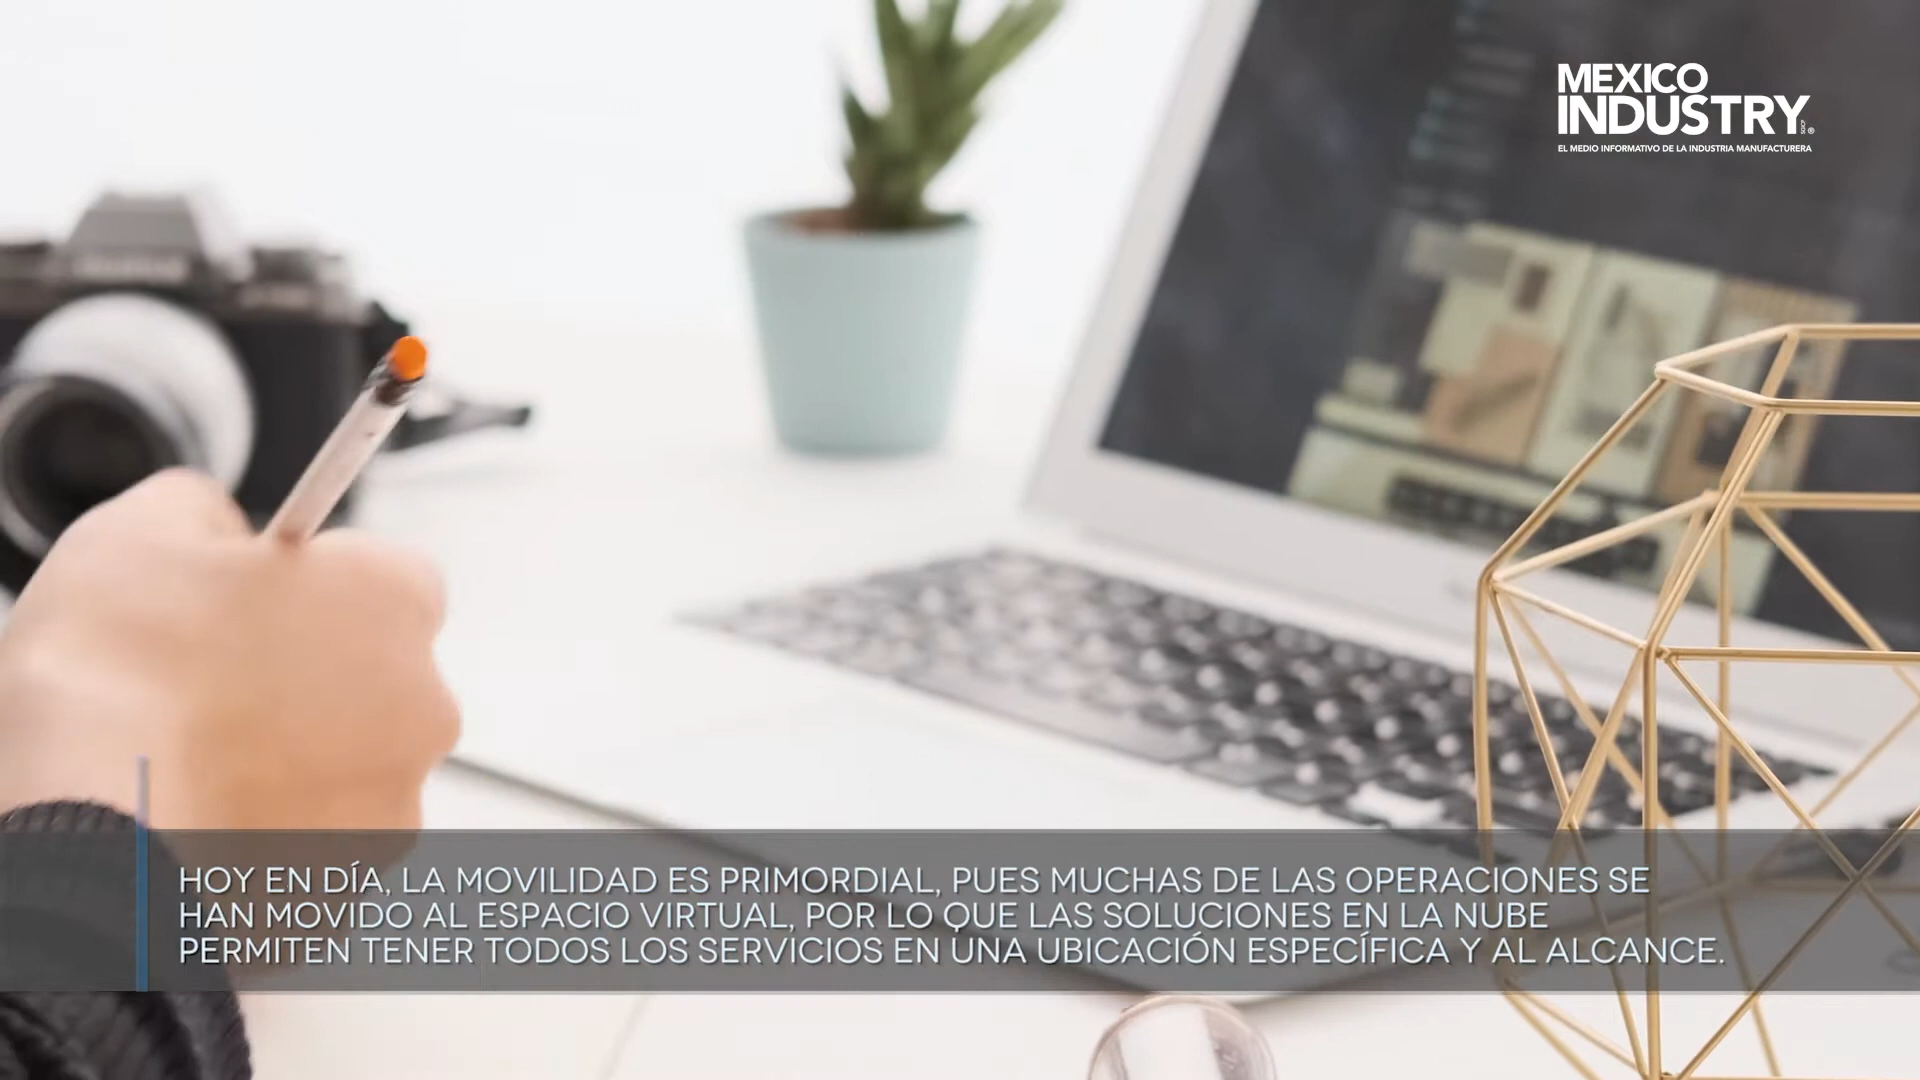 MEXICO
INDUSTRY
EL MEDIO INFORMATIVO DE LA INDUSTRIA MANUFACTURERA
HOY EN DÍA, LA MOVILIDAD ES PRIMORDIAL, PUES MUCHAS DE LAS OPERACIONES SE
HAN MOVIDO AL ESPACIO VIRTUAL, POR LO QUE LAS SOLUCIONES EN LA NUBE
PERMITEN TENER TODOS LOS SERVICIOS EN UNA UBICACIÓN ESPECÍFICA Y AL ALCANCE.